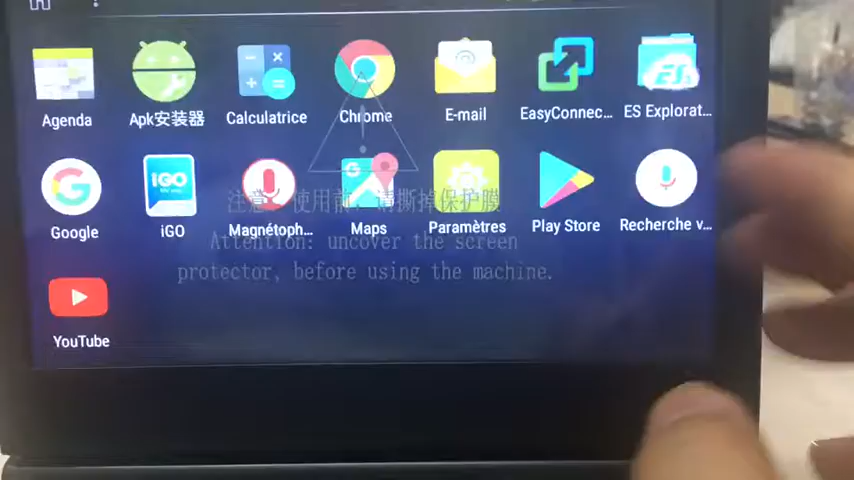 Agenda
Apk安装器
Calculatrice
Chrome
E-mail
EasyConnec...
ES Explorat...
ES
G
iGO
Google
iGO
Magnétoph...
Maps
Paramètres
Play Store
Recherche v...
注意：使用前，请撕掉保护膜
Attention: uncover the screen
protector, before using the machine.
YouTube